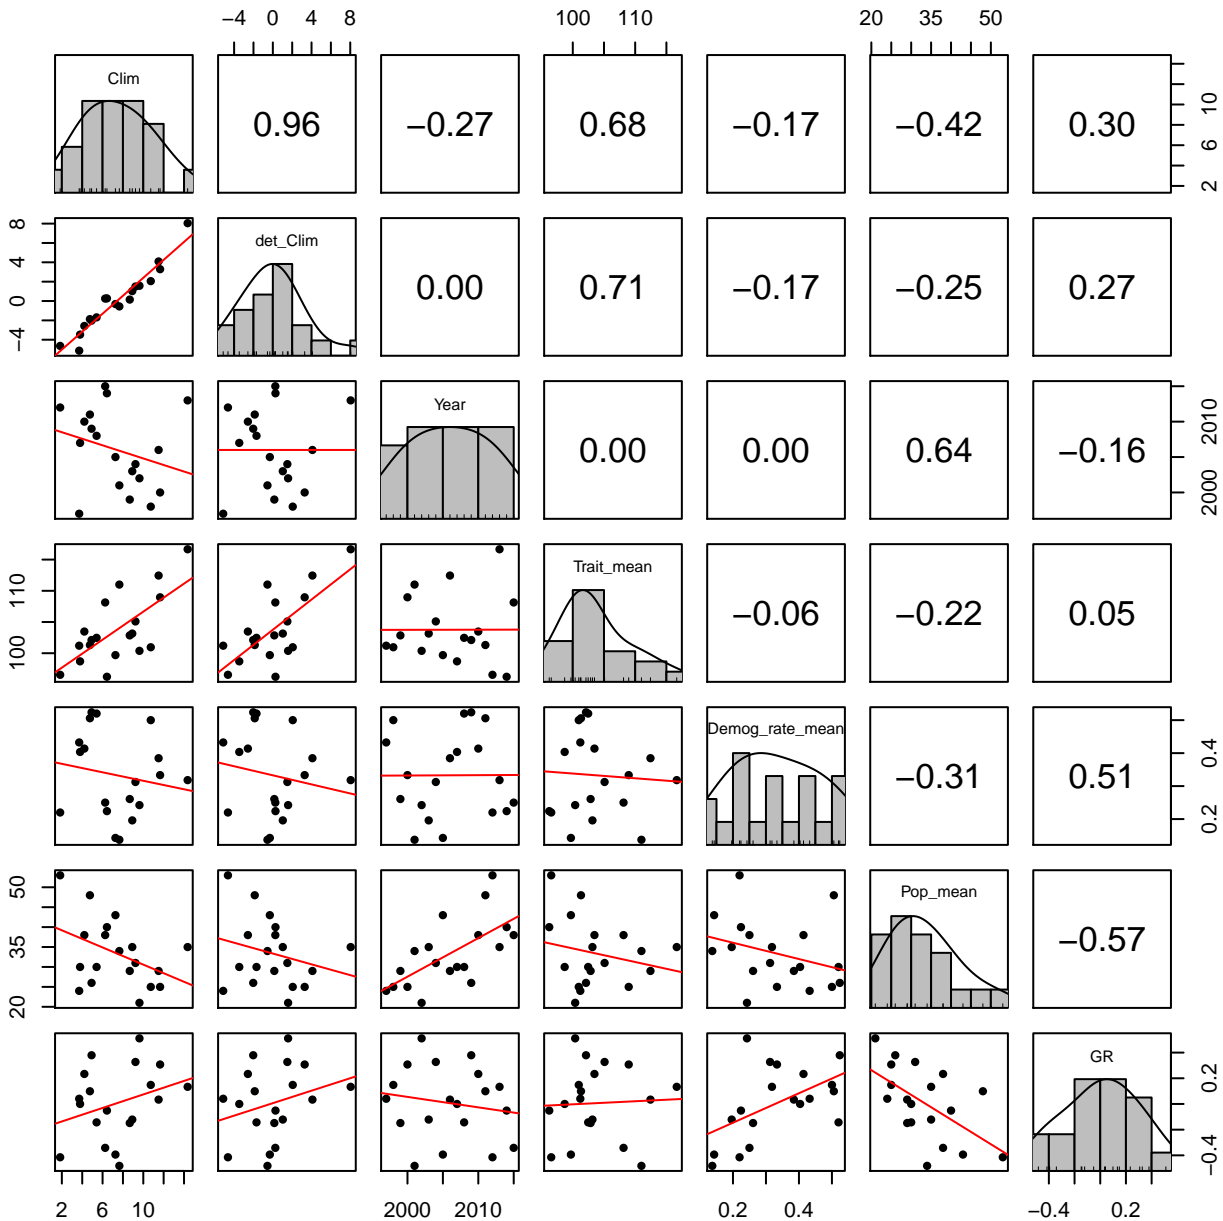 −4 0 4 8 100 110 20 35 50
Clim 0.96 −0.27 0.68 −0.17 −0.42 0.30 2 6 10
8 4 0 −4 det_Clim 0.00 0.71 −0.17 −0.25 0.27
Year 0.00 0.00 0.64 −0.16 2000 2010
110 100 Trait_mean −0.06 −0.22 0.05
Demog_rate_mean −0.31 0.51 0.2 0.4
50 35 20 Pop_mean −0.57
GR 0.2 −0.4
2 6 10 2000 2010 0.2 0.4 −0.4 0.2